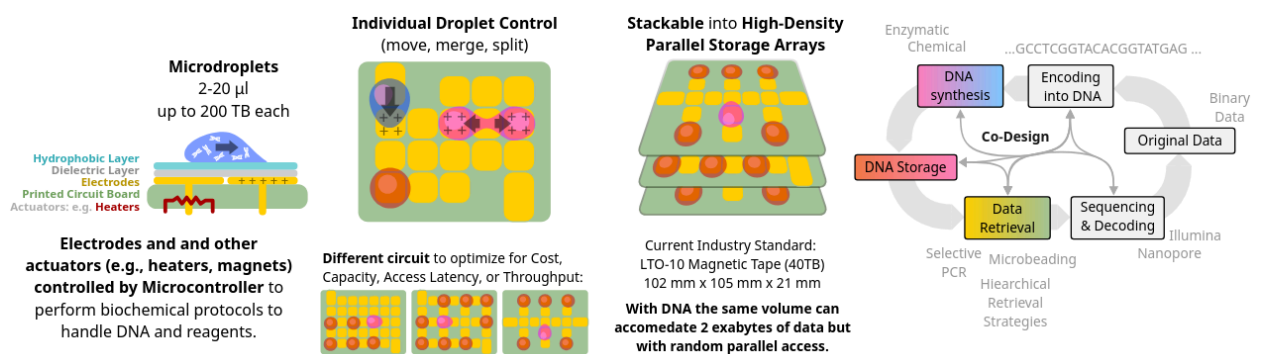 Microdroplets
2-20 µl
up to 200 TB each
Hydrophobic Layer
Dielectric Layer
Electrodes
+ + + + +
Printed Circuit Board
Actuators: e.g. Heaters
Electrodes and and other
actuators (e.g., heaters, magnets)
controlled by Microcontroller to
perform biochemical protocols to
handle DNA and reagents.
Individual Droplet Control
(move, merge, split)
+ +
+ +
+ +
+ +
+ +
+ +
Different circuit to optimize for Cost,
Capacity, Access Latency, or Throughput:
Stackable into High-Density
Parallel Storage Arrays
Current Industry Standard:
LTO-10 Magnetic Tape (40TB)
102 mm x 105 mm x 21 mm
With DNA the same volume can
accomedate 2 exabytes of data but
with random parallel access.
Enzymatic
Chemical
...GCCTCGGTACACGGTATGAG ...
DNA
synthesis
Encoding
into DNA
Binary
Data
Co-Design
Original Data
DNA Storage
Data
Retrieval
Sequencing
& Decoding
Selective
PCR
Microbeading
Hiearchical
Retrieval
Strategies
Illumina
Nanopore